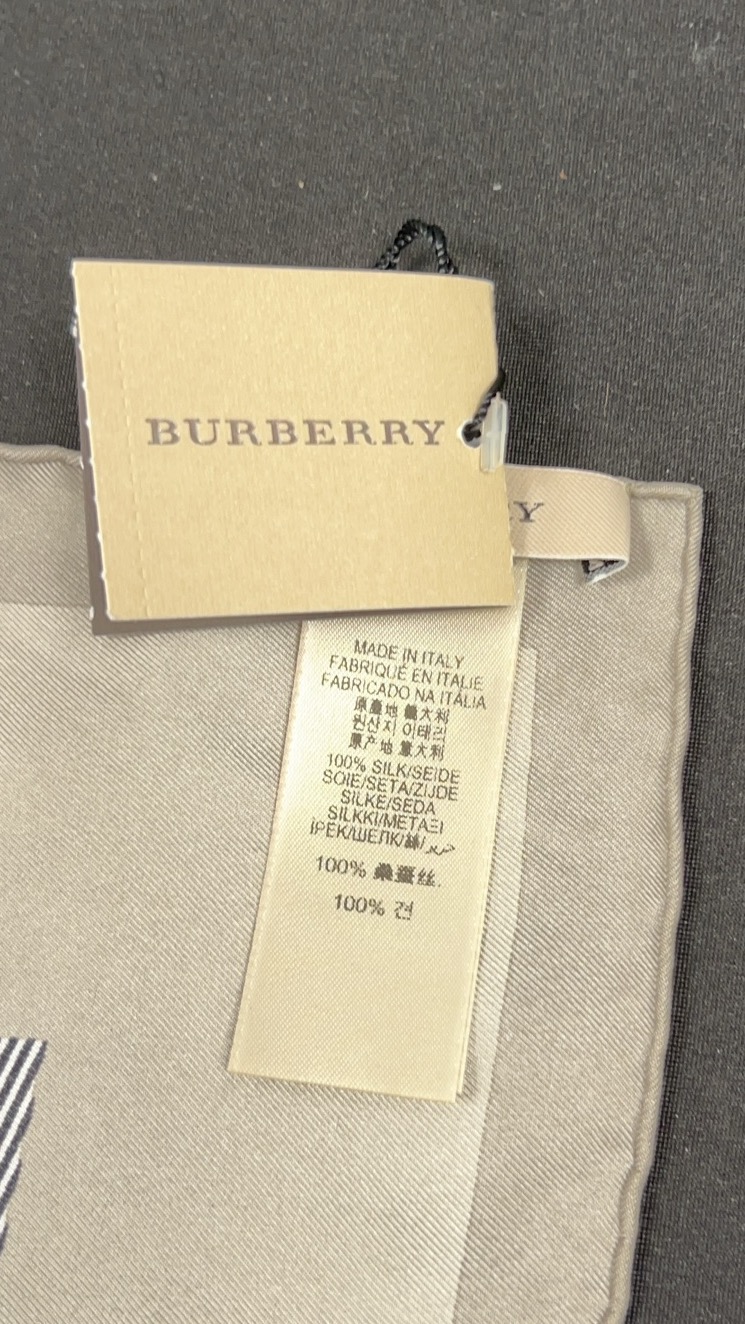 BURBERRY
RY
MADE IN ITALY
FABRIQUÉ EN ITALIE
FABRICADO NA ITÁLIA
原產地 義大利
원산지 이태리
原产地 意大利
100% SILK/SEIDE
SOIE/SETA/ZIJDE
SILKE/SEDA
SILKKI/METAΞI
İPEK/ШЕЛК/絲/حرير
100% 桑蚕丝.
100% 견